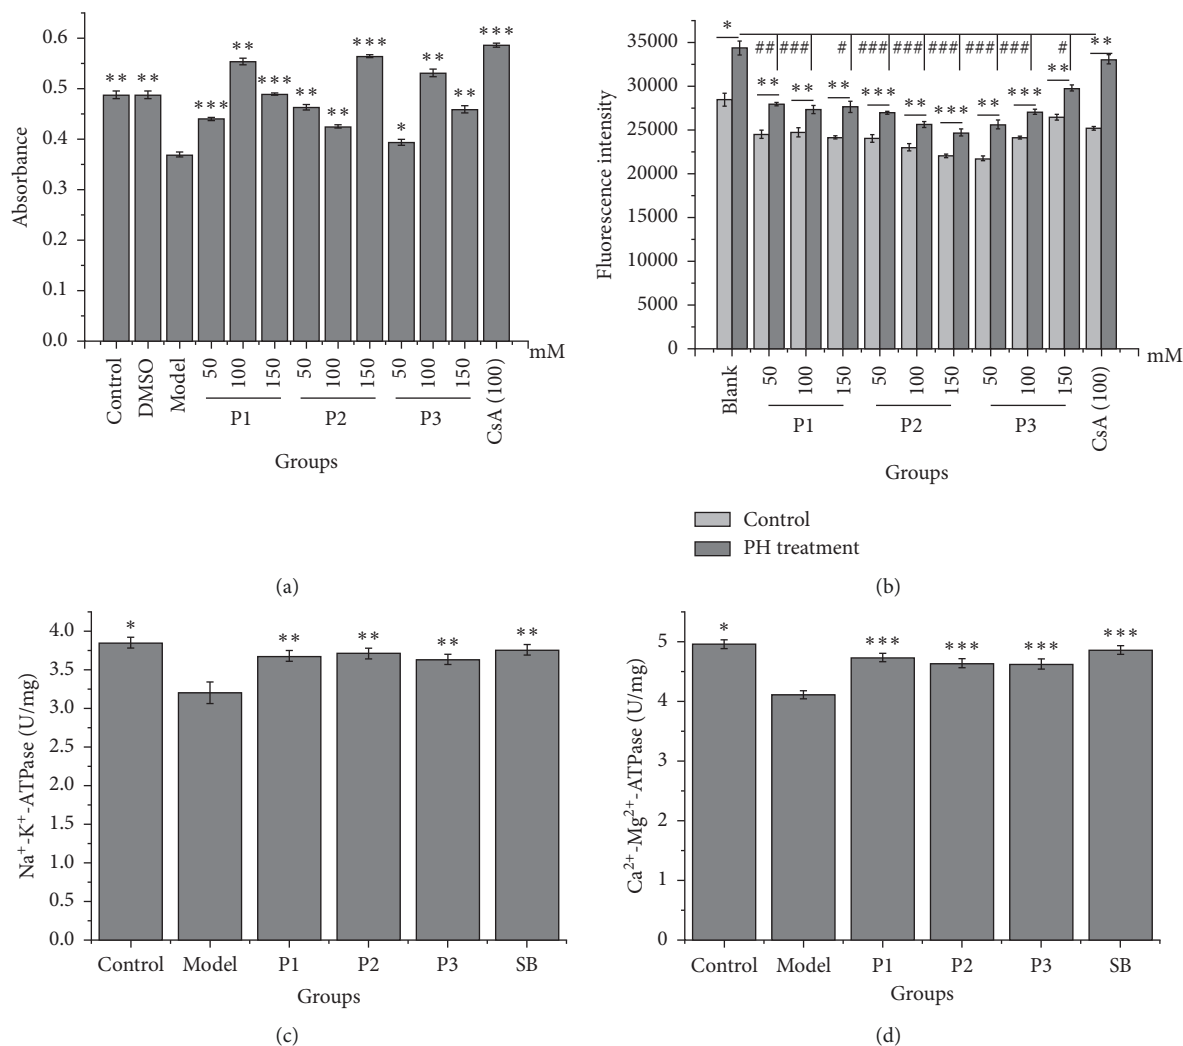 0.6
0.5
0.4
0.3
0.2
0.1
0.0
Absorbance
** ** *** ** *** ** ** *** * ** ** ***
mM
Control
DMSO
Model
50
100
150
50
100
150
50
100
150
CsA (100)
P1 P2 P3
Groups
(a)
35000
30000
25000
20000
15000
10000
5000
0
Fluorescence intensity
* ## ### # ### ### ### ### ### # **
** ** ** *** ** *** ** *** **
mM
Blank
50
100
150
50
100
150
50
100
150
CsA (100)
P1 P2 P3
Groups
Control
PH treatment
(b)
4.0
3.5
3.0
2.5
2.0
1.5
1.0
0.5
0.0
Na⁺-K⁺-ATPase (U/mg)
* ** ** ** **
Control Model P1 P2 P3 SB
Groups
(c)
5
4
3
2
1
0
Ca²⁺-Mg²⁺-ATPase (U/mg)
* *** *** *** ***
Control Model P1 P2 P3 SB
Groups
(d)